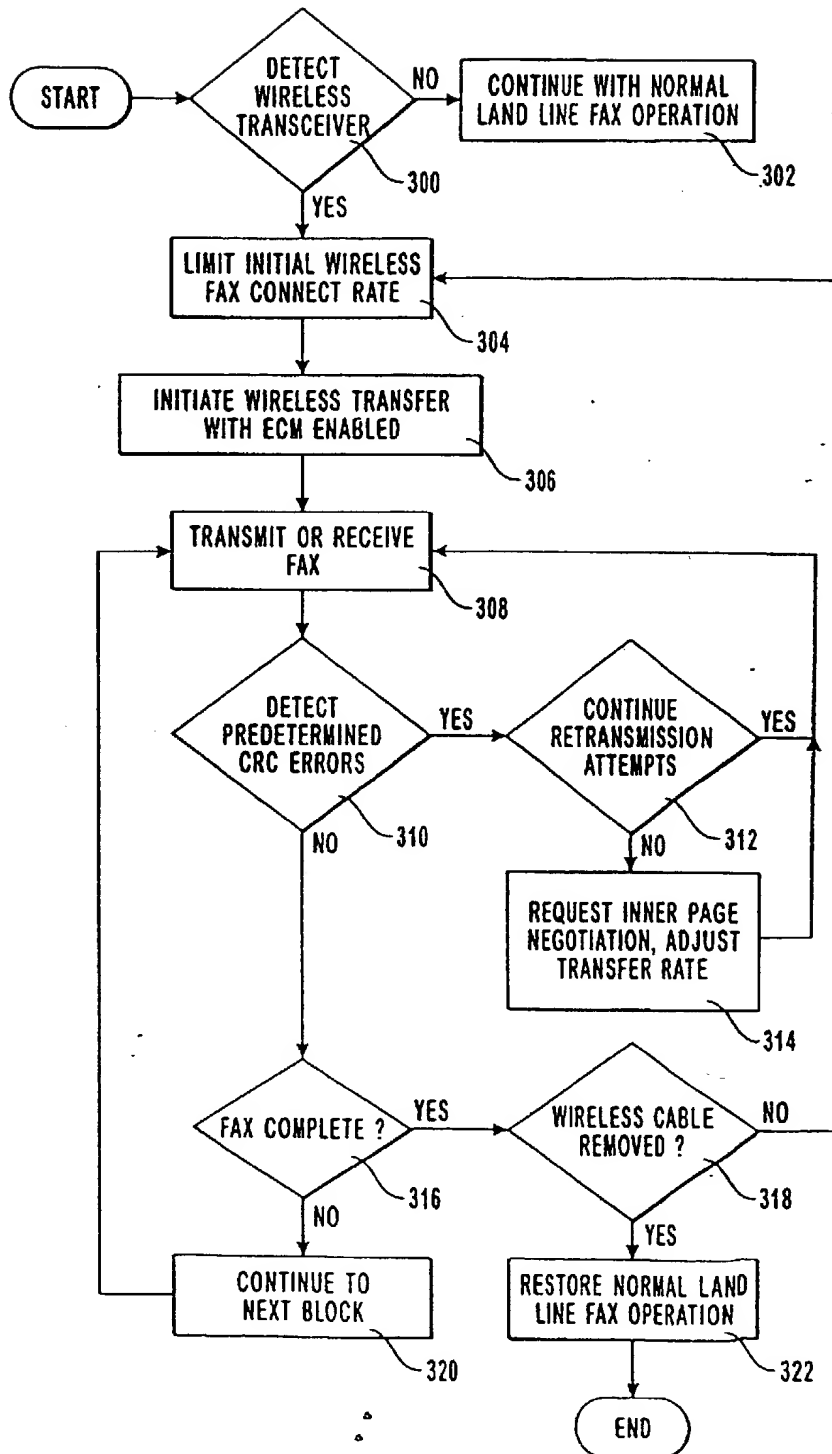 START
DETECT
WIRELESS
TRANSCEIVER
300
NO
CONTINUE WITH NORMAL
LAND LINE FAX OPERATION
302
YES
LIMIT INITIAL WIRELESS
FAX CONNECT RATE
304
INITIATE WIRELESS TRANSFER
WITH ECM ENABLED
306
TRANSMIT OR RECEIVE
FAX
308
DETECT
PREDETERMINED
CRC ERRORS
310
YES
CONTINUE
RETRANSMISSION
ATTEMPTS
312
YES
NO
NO
REQUEST INNER PAGE
NEGOTIATION, ADJUST
TRANSFER RATE
314
FAX COMPLETE ?
316
YES
WIRELESS CABLE
REMOVED ?
318
NO
NO
YES
CONTINUE TO
NEXT BLOCK
320
RESTORE NORMAL LAND
LINE FAX OPERATION
322
END